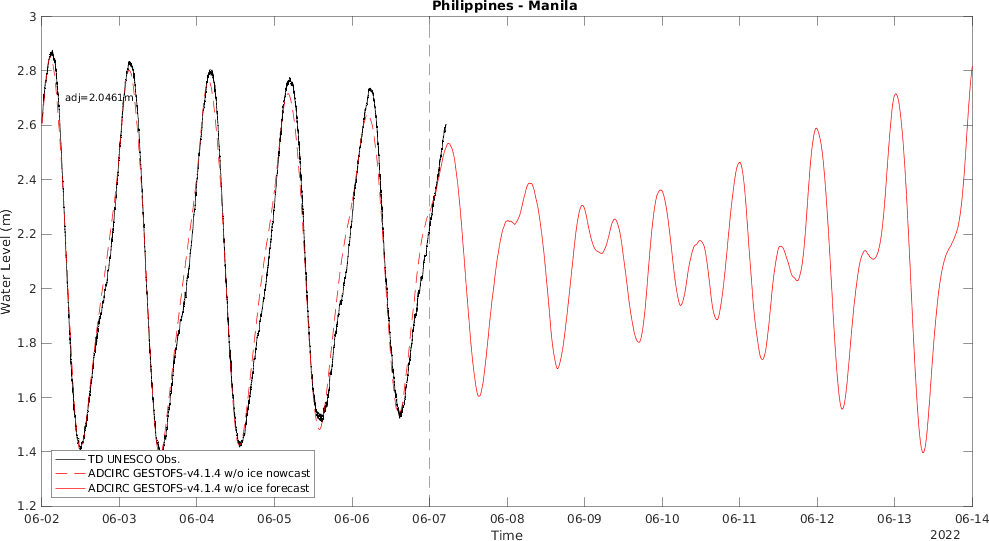 Philippines - Manila
3
2.8
adj=2.0461m
2.6
2.4
2.2
2
1.8
1.6
1.4
1.2
Water Level (m)
TD UNESCO Obs.
ADCIRC GESTOFS-v4.1.4 w/o ice nowcast
ADCIRC GESTOFS-v4.1.4 w/o ice forecast
06-02 06-03 06-04 06-05 06-06 06-07 06-08 06-09 06-10 06-11 06-12 06-13 06-14
Time
2022